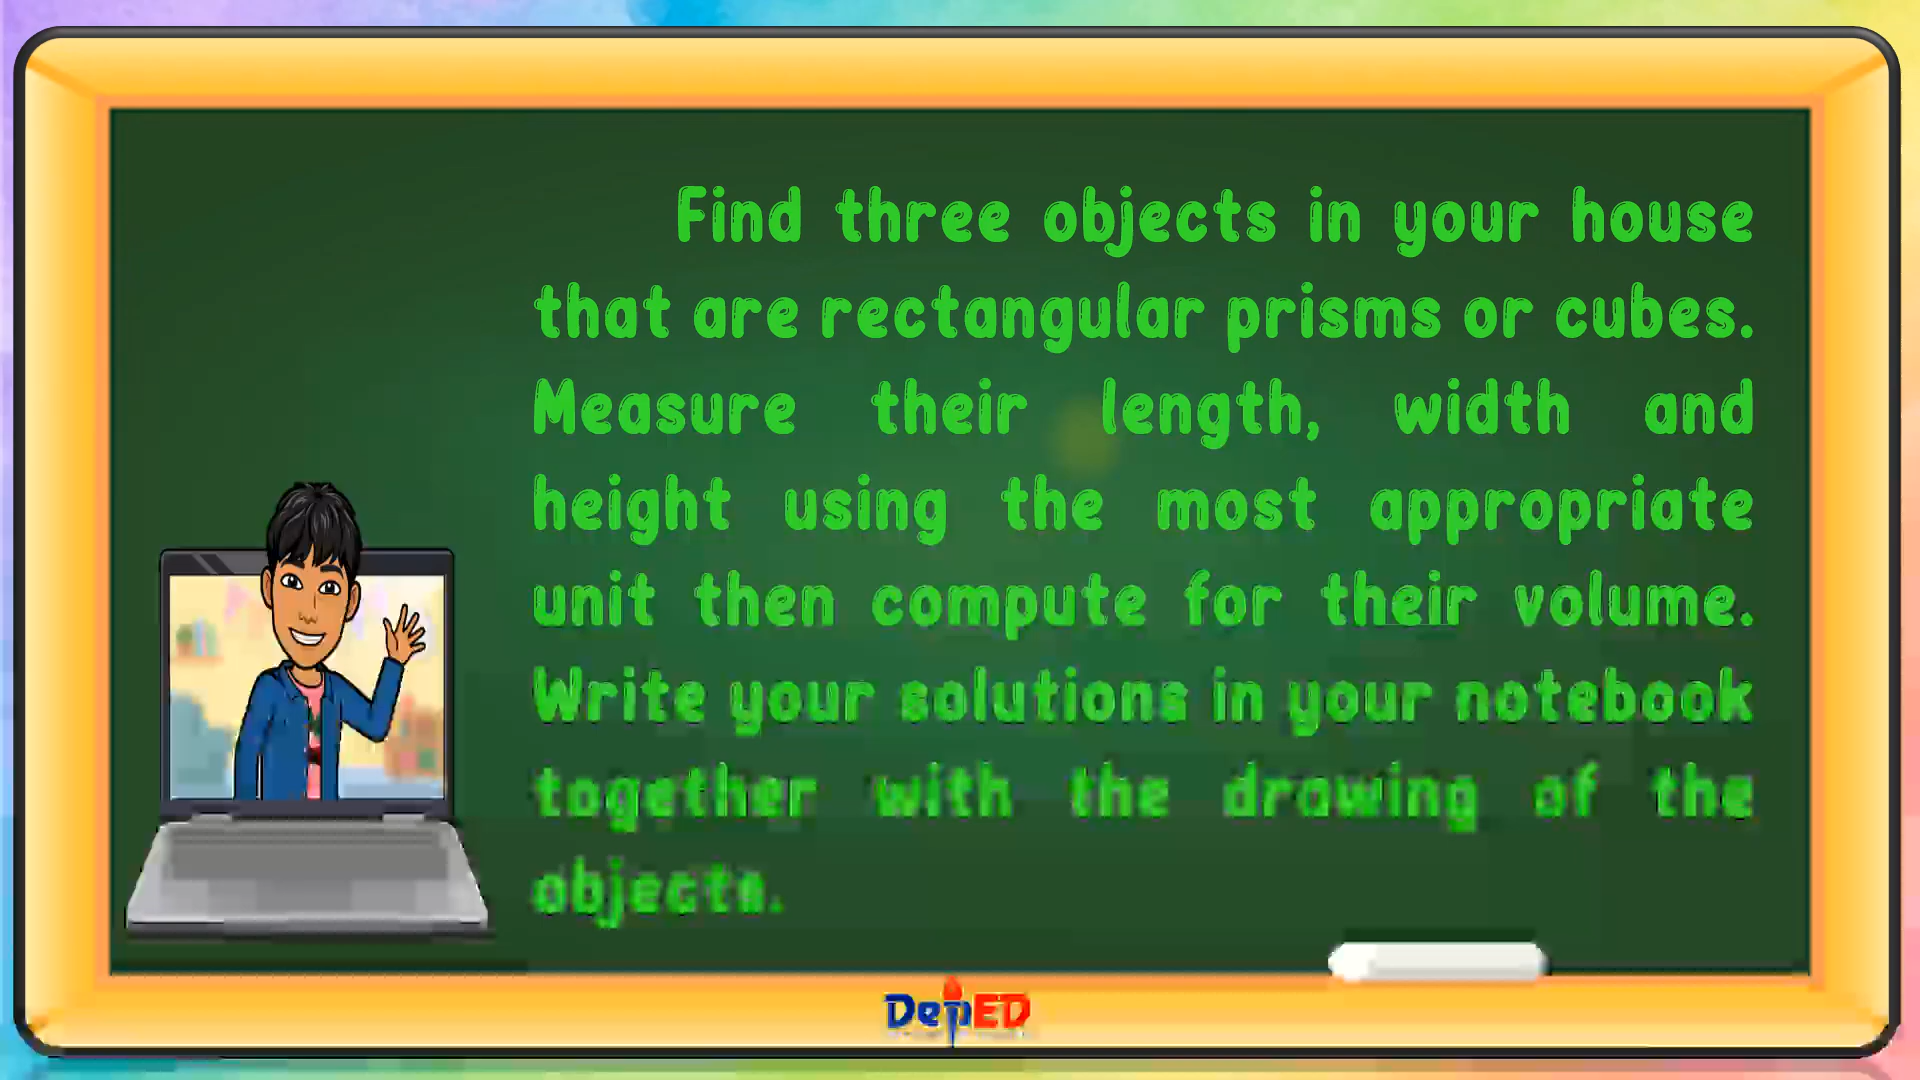 Find three objects in your house
that are rectangular prisms or cubes.
Measure their length, width and
height using the most appropriate
unit then compute for their volume.
Write your solutions in your notebook
together with the drawing of the
objects.
DepED